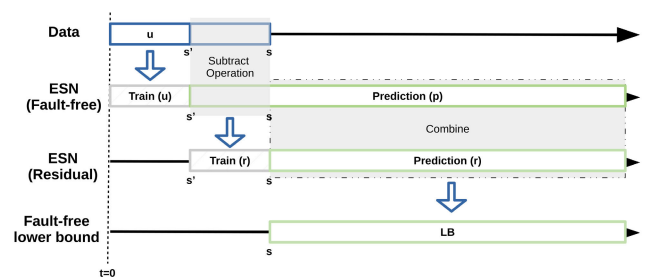 Data
u
s'
s
Subtract
Operation
ESN
(Fault-free)
Train (u)
Prediction (p)
s'
s
Combine
ESN
(Residual)
Train (r)
Prediction (r)
s'
s
Fault-free
lower bound
LB
s
t=0